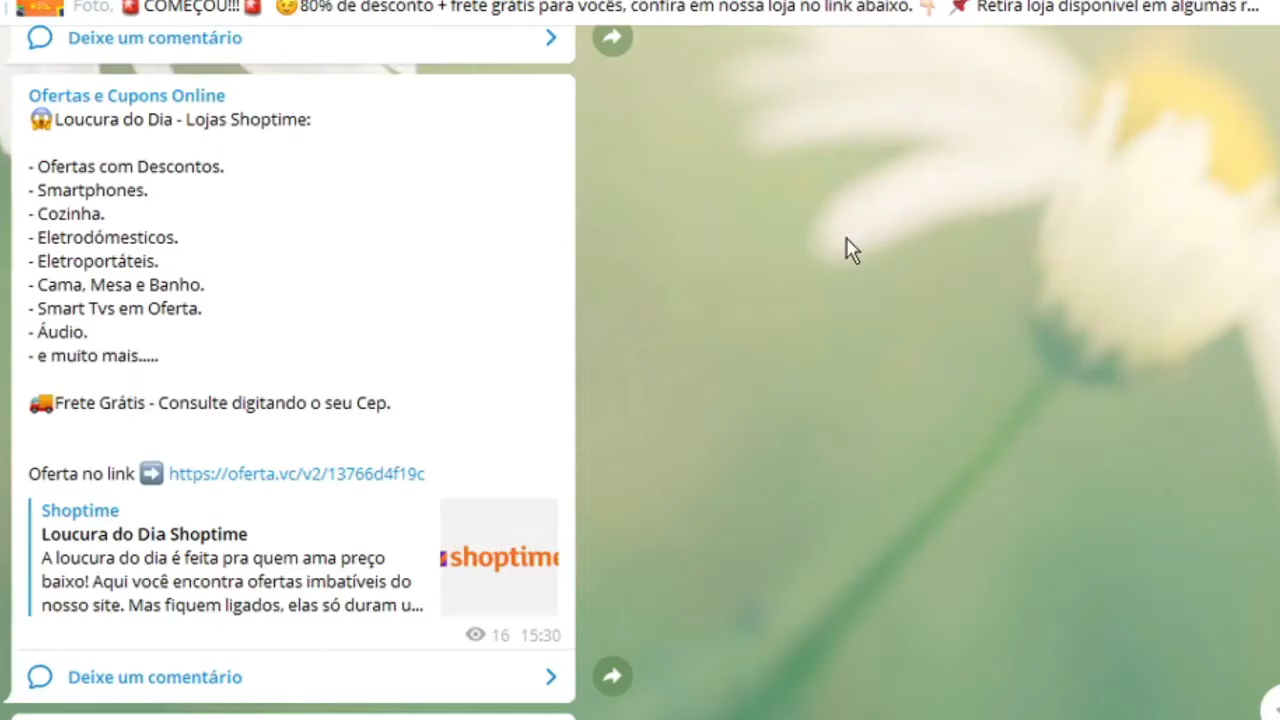 Foto, 🚨COMEÇOU!!!🚨 😉80% de desconto + frete grátis para vocês, confira em nossa loja no link abaixo. 👇🏻 📌 Retira loja disponível em algumas r...
Deixe um comentário
Ofertas e Cupons Online
😱Loucura do Dia - Lojas Shoptime:
- Ofertas com Descontos.
- Smartphones.
- Cozinha.
- Eletrodómesticos.
- Eletroportáteis.
- Cama, Mesa e Banho.
- Smart Tvs em Oferta.
- Áudio.
- e muito mais.....
🚚Frete Grátis - Consulte digitando o seu Cep.
Oferta no link ➡️ https://oferta.vc/v2/13766d4f19c
Shoptime
Loucura do Dia Shoptime
A loucura do dia é feita pra quem ama preço
baixo! Aqui você encontra ofertas imbatíveis do
nosso site. Mas fiquem ligados, elas só duram u...
shoptime
16 15:30
Deixe um comentário